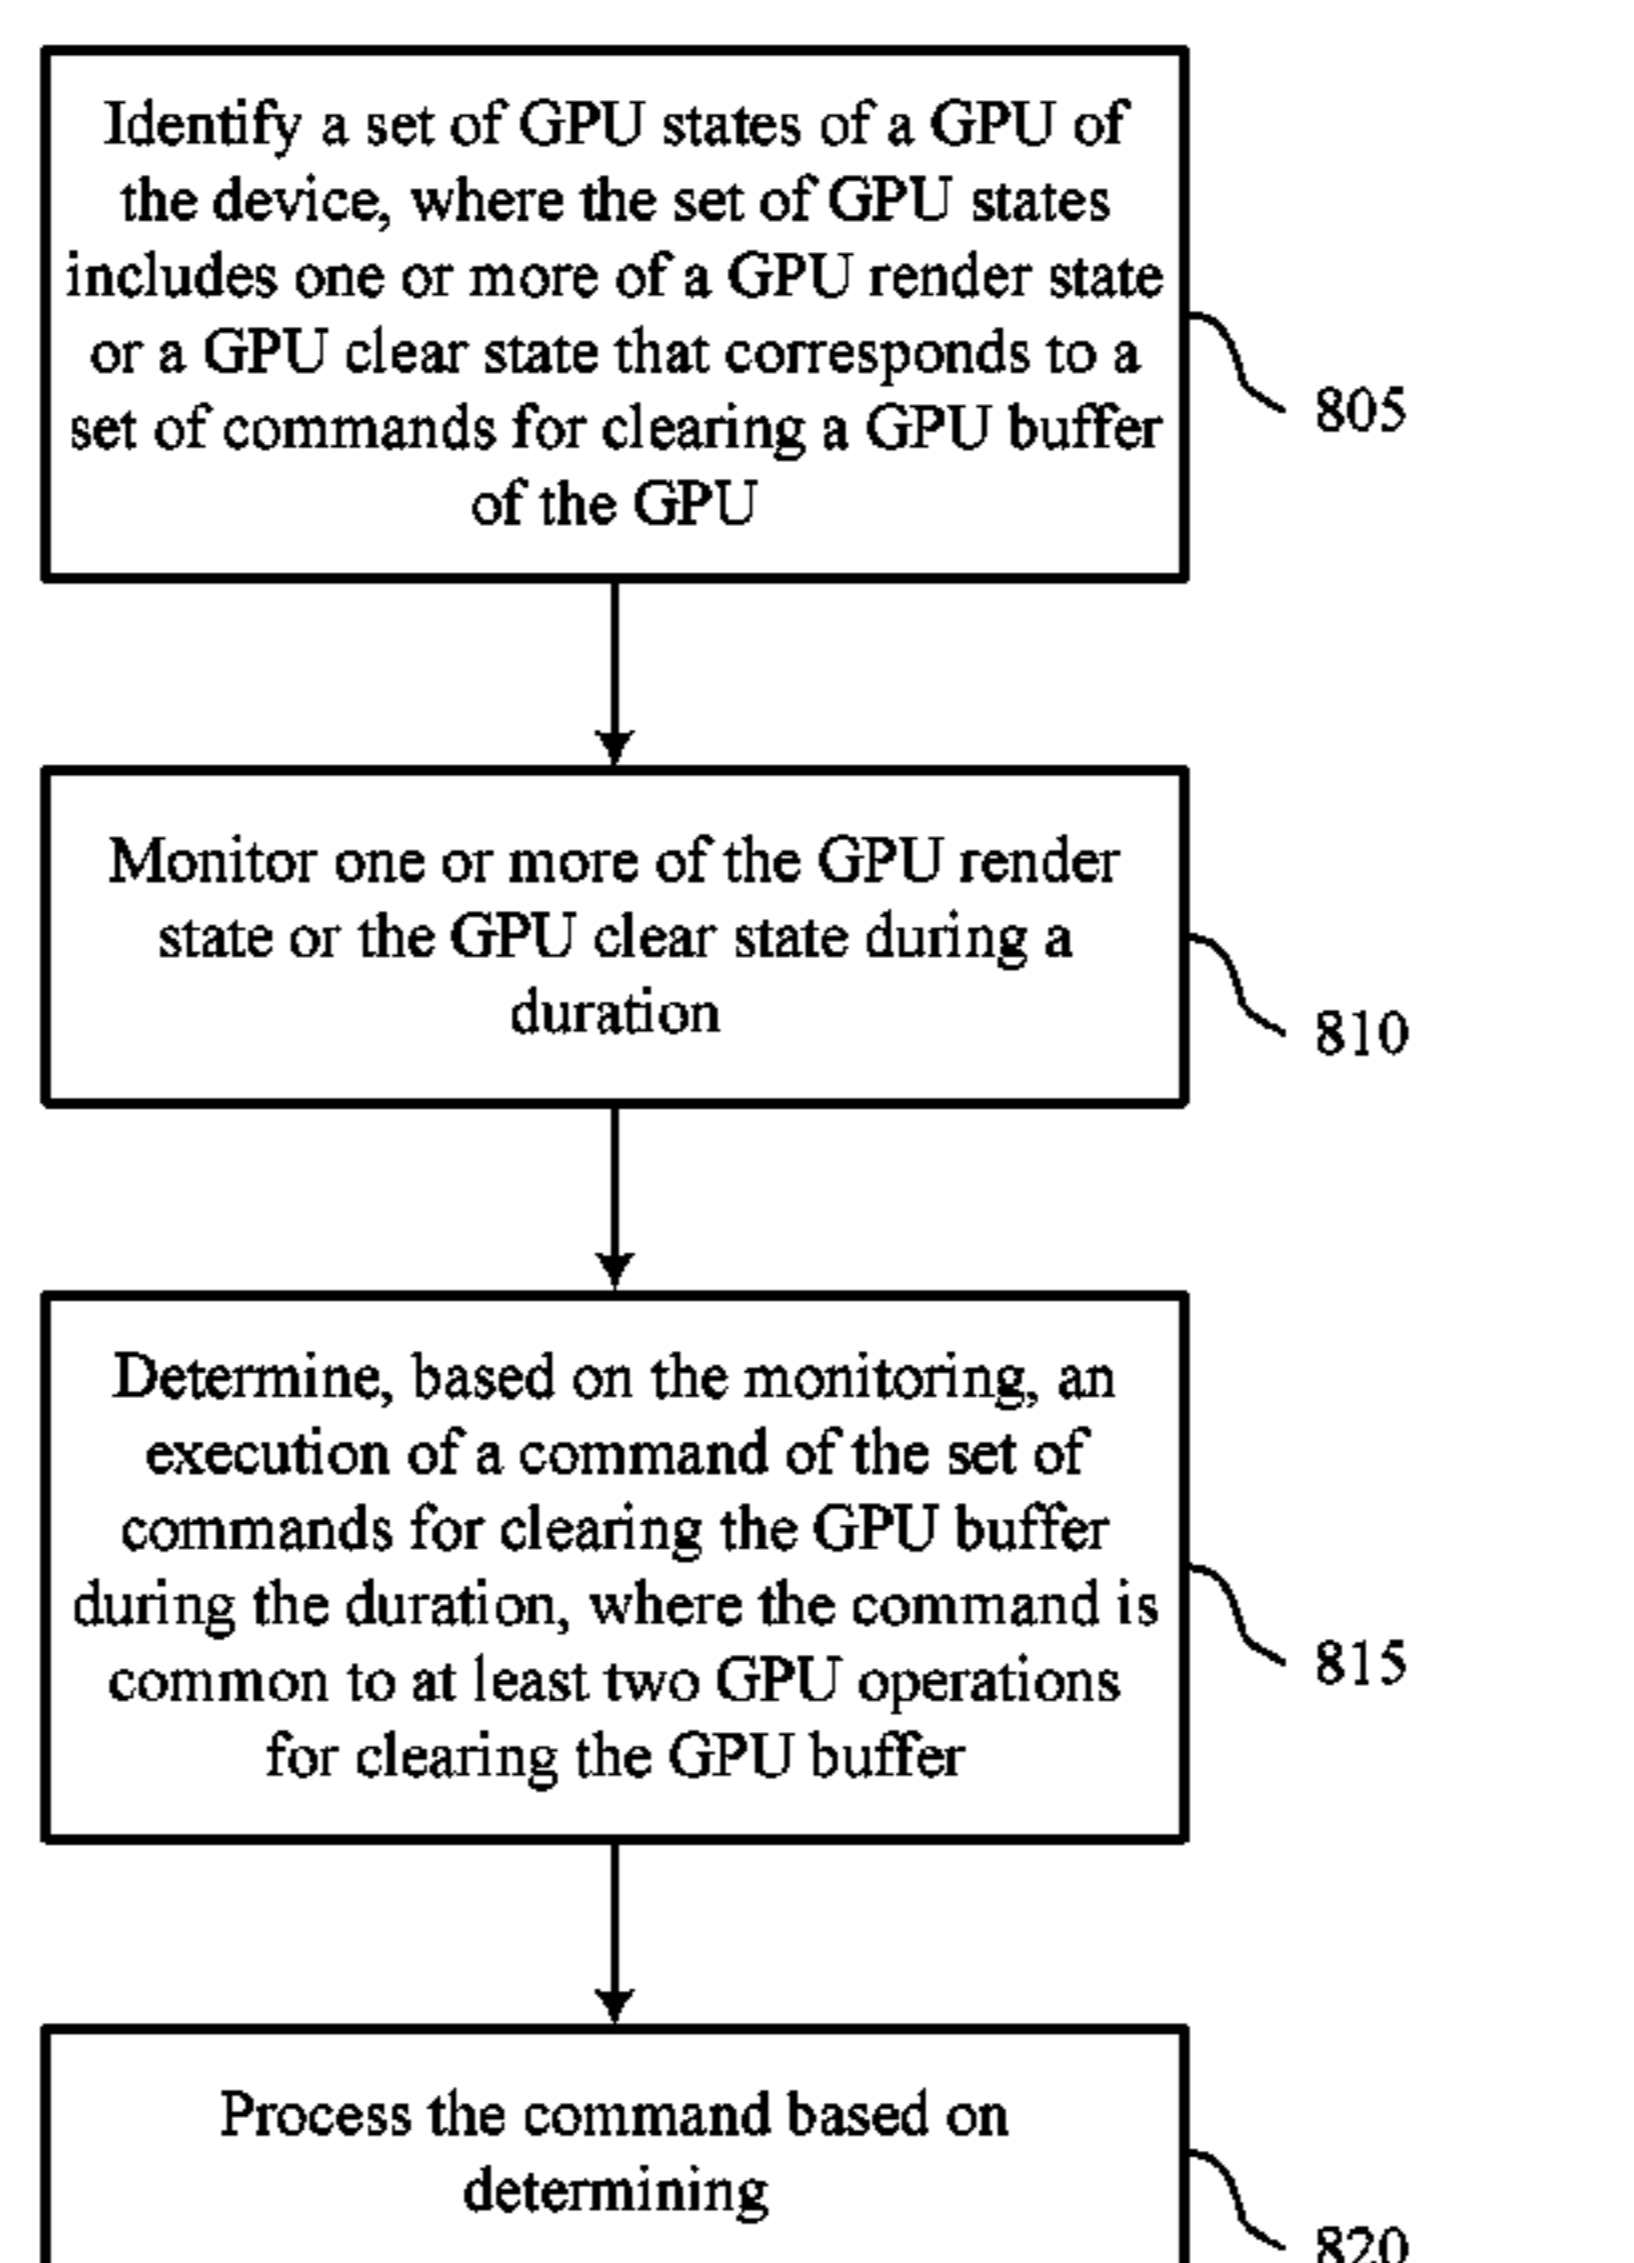 Identify a set of GPU states of a GPU of
the device, where the set of GPU states
includes one or more of a GPU render state
or a GPU clear state that corresponds to a
set of commands for clearing a GPU buffer
of the GPU
805
Monitor one or more of the GPU render
state or the GPU clear state during a
duration
810
Determine, based on the monitoring, an
execution of a command of the set of
commands for clearing the GPU buffer
during the duration, where the command is
common to at least two GPU operations
for clearing the GPU buffer
815
Process the command based on
determining
820